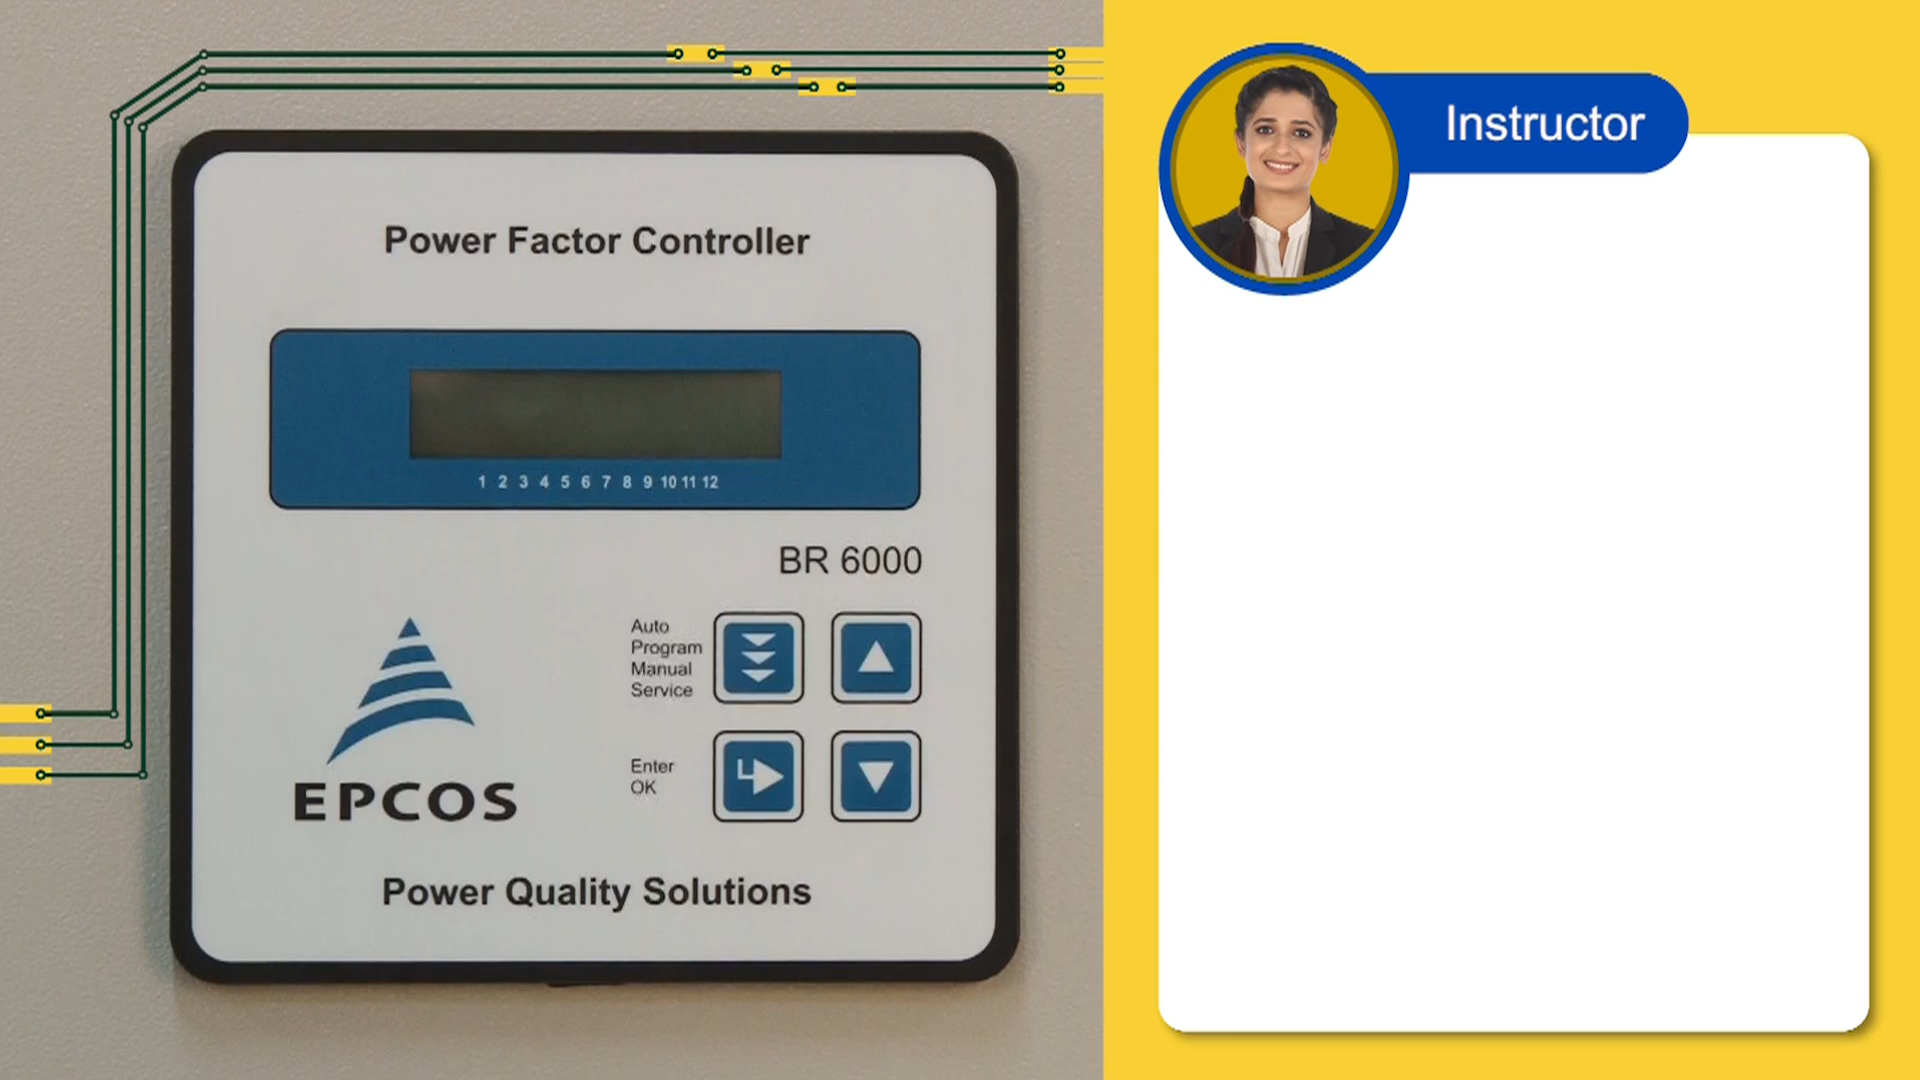 Power Factor Controller
1 2 3 4 5 6 7 8 9 10 11 12
BR 6000
Auto
Program
Manual
Service
Enter
OK
EPCOS
Power Quality Solutions
Instructor